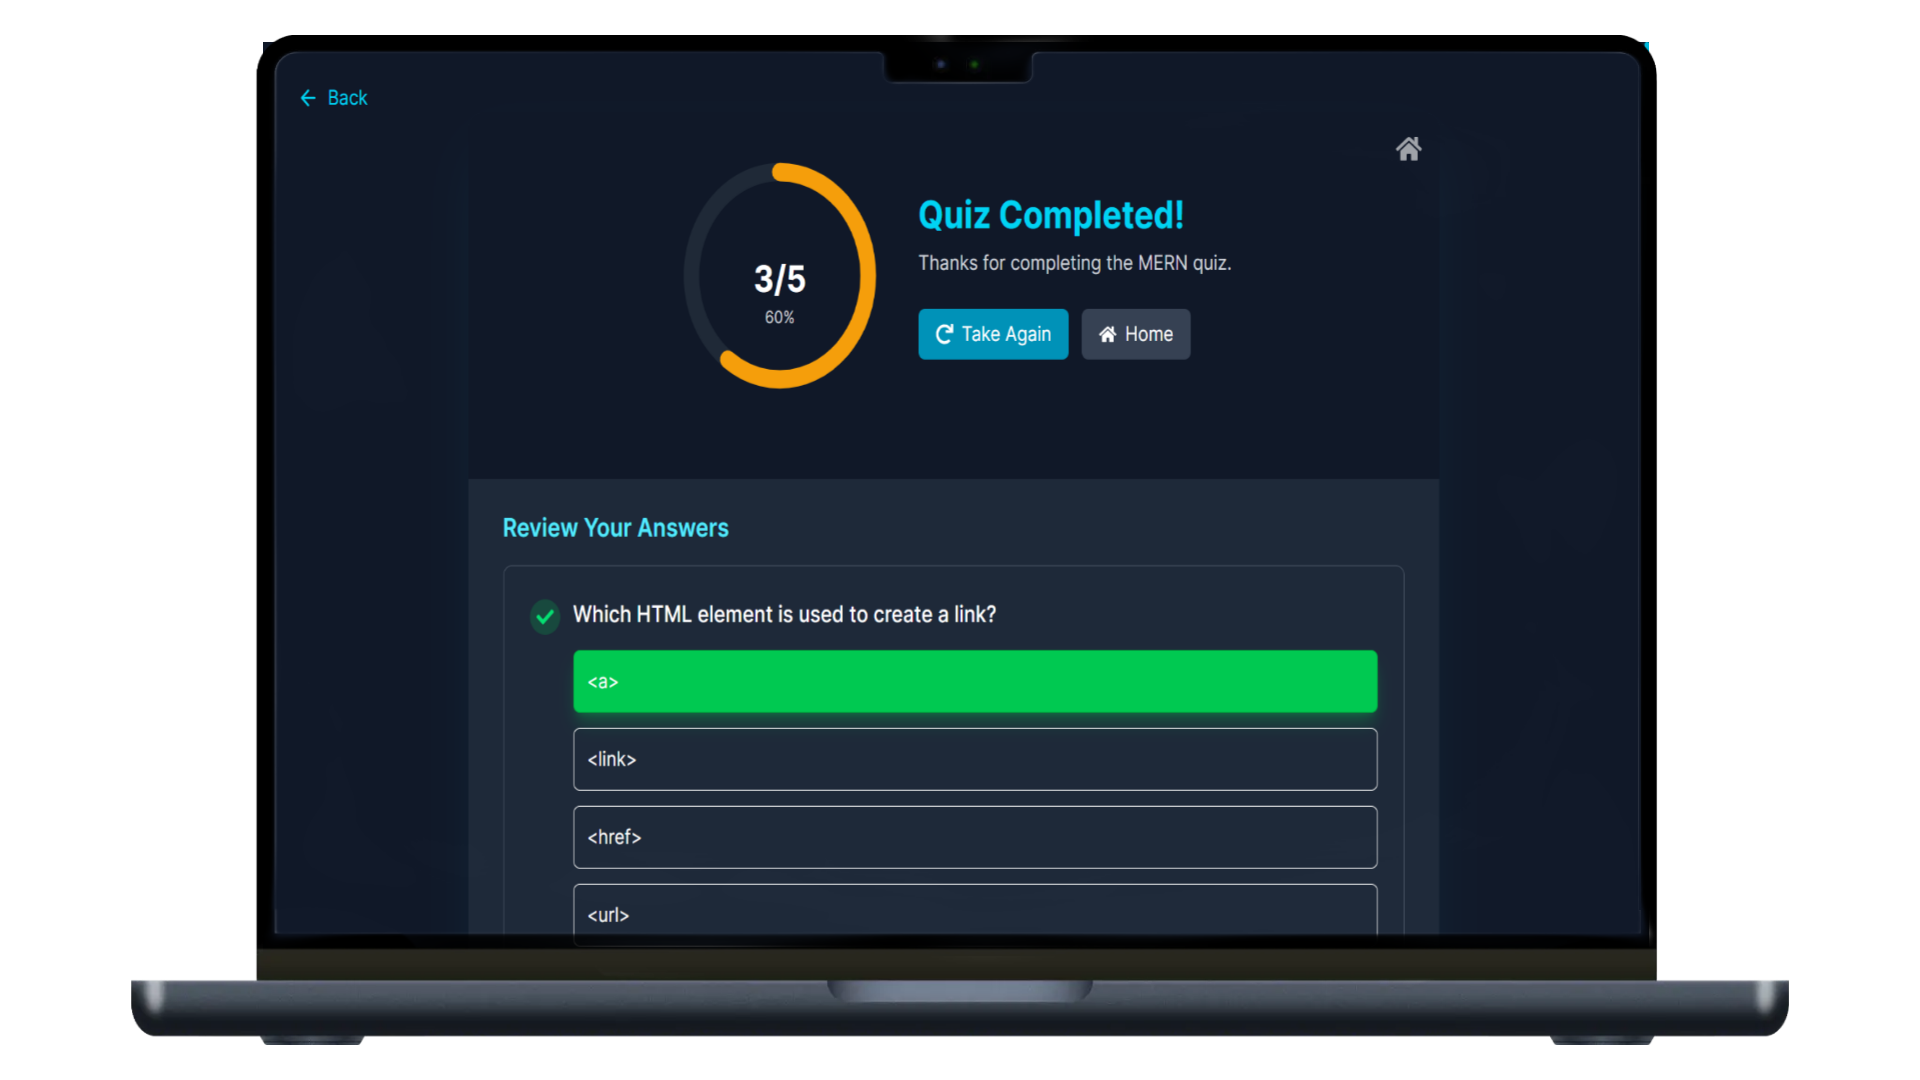 Back
3/5
60%
Quiz Completed!
Thanks for completing the MERN quiz.
Take Again
Home
Review Your Answers
Which HTML element is used to create a link?
<a>
<link>
<href>
<url>